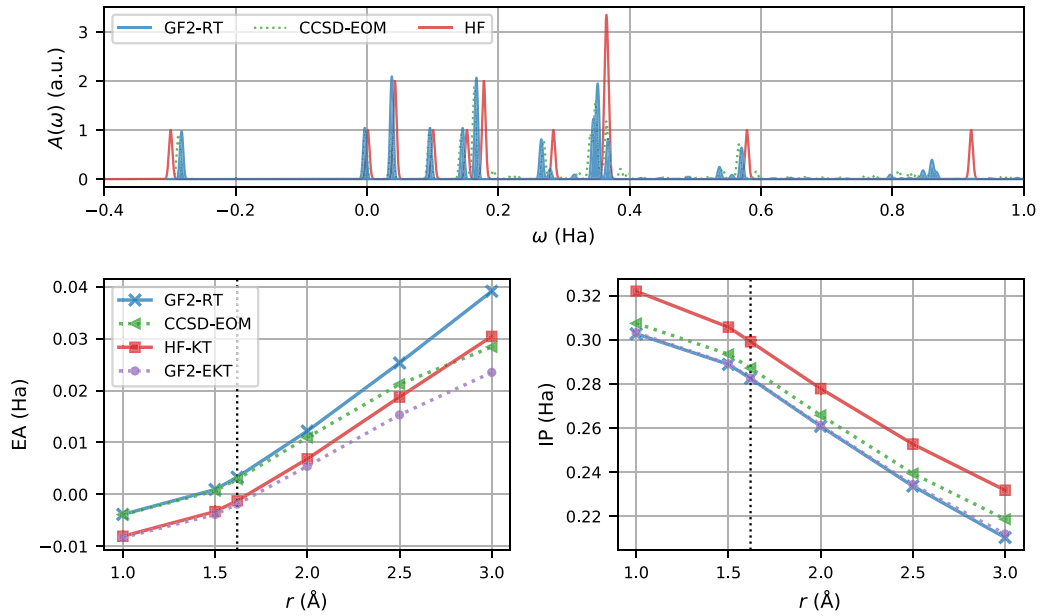 GF2-RT CCSD-EOM HF
A(ω) (a.u.)
3
2
1
0
−0.4 −0.2 0.0 0.2 0.4 0.6 0.8 1.0
ω (Ha)
GF2-RT
CCSD-EOM
HF-KT
GF2-EKT
EA (Ha)
0.04
0.03
0.02
0.01
0.00
−0.01
1.0 1.5 2.0 2.5 3.0
r (Å)
IP (Ha)
0.32
0.30
0.28
0.26
0.24
0.22
1.0 1.5 2.0 2.5 3.0
r (Å)